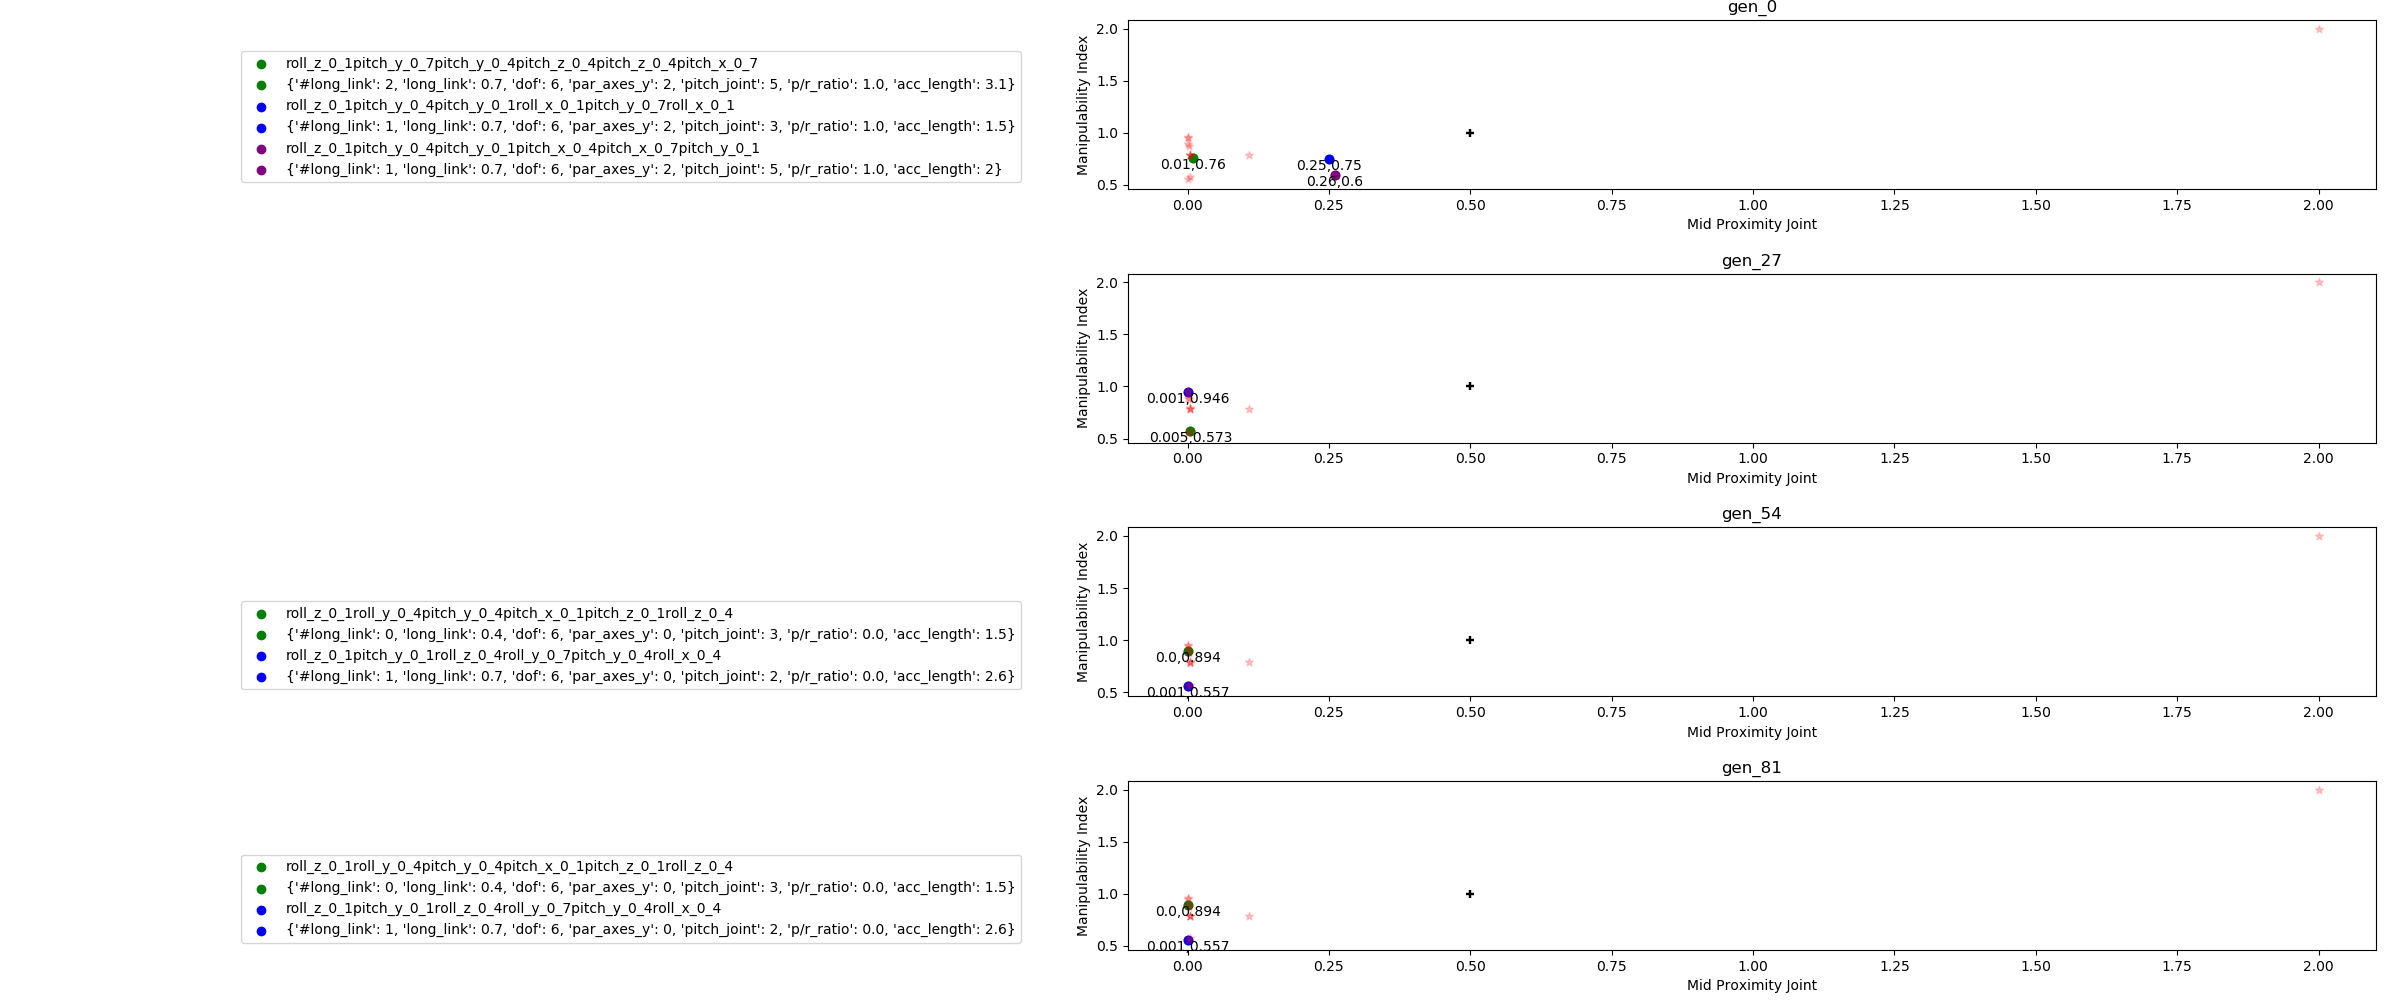 gen_0
roll_z_0_1pitch_y_0_7pitch_y_0_4pitch_z_0_4pitch_z_0_4pitch_x_0_7
{'#long_link': 2, 'long_link': 0.7, 'dof': 6, 'par_axes_y': 2, 'pitch_joint': 5, 'p/r_ratio': 1.0, 'acc_length': 3.1}
roll_z_0_1pitch_y_0_4pitch_y_0_1roll_x_0_1pitch_y_0_7roll_x_0_1
{'#long_link': 1, 'long_link': 0.7, 'dof': 6, 'par_axes_y': 2, 'pitch_joint': 3, 'p/r_ratio': 1.0, 'acc_length': 1.5}
roll_z_0_1pitch_y_0_4pitch_y_0_1pitch_x_0_4pitch_x_0_7pitch_y_0_1
{'#long_link': 1, 'long_link': 0.7, 'dof': 6, 'par_axes_y': 2, 'pitch_joint': 5, 'p/r_ratio': 1.0, 'acc_length': 2}
Manipulability Index
2.0
1.5
1.0
0.5
0.01,0.76
0.25,0.75
0.26,0.6
0.00 0.25 0.50 0.75 1.00 1.25 1.50 1.75 2.00
Mid Proximity Joint
gen_27
Manipulability Index
2.0
1.5
1.0
0.5
0.001,0.946
0.005,0.573
0.00 0.25 0.50 0.75 1.00 1.25 1.50 1.75 2.00
Mid Proximity Joint
gen_54
roll_z_0_1roll_y_0_4pitch_y_0_4pitch_x_0_1pitch_z_0_1roll_z_0_4
{'#long_link': 0, 'long_link': 0.4, 'dof': 6, 'par_axes_y': 0, 'pitch_joint': 3, 'p/r_ratio': 0.0, 'acc_length': 1.5}
roll_z_0_1pitch_y_0_1roll_z_0_4roll_y_0_7pitch_y_0_4roll_x_0_4
{'#long_link': 1, 'long_link': 0.7, 'dof': 6, 'par_axes_y': 0, 'pitch_joint': 2, 'p/r_ratio': 0.0, 'acc_length': 2.6}
Manipulability Index
2.0
1.5
1.0
0.5
0.0,0.894
0.001,0.557
0.00 0.25 0.50 0.75 1.00 1.25 1.50 1.75 2.00
Mid Proximity Joint
gen_81
roll_z_0_1roll_y_0_4pitch_y_0_4pitch_x_0_1pitch_z_0_1roll_z_0_4
{'#long_link': 0, 'long_link': 0.4, 'dof': 6, 'par_axes_y': 0, 'pitch_joint': 3, 'p/r_ratio': 0.0, 'acc_length': 1.5}
roll_z_0_1pitch_y_0_1roll_z_0_4roll_y_0_7pitch_y_0_4roll_x_0_4
{'#long_link': 1, 'long_link': 0.7, 'dof': 6, 'par_axes_y': 0, 'pitch_joint': 2, 'p/r_ratio': 0.0, 'acc_length': 2.6}
Manipulability Index
2.0
1.5
1.0
0.5
0.0,0.894
0.001,0.557
0.00 0.25 0.50 0.75 1.00 1.25 1.50 1.75 2.00
Mid Proximity Joint